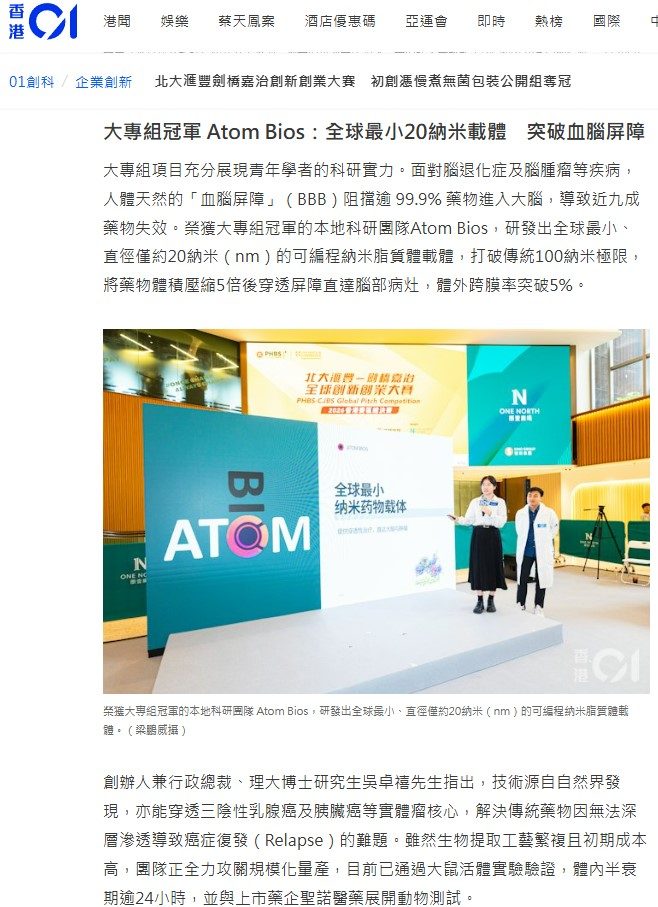 香港01
港聞 娛樂 蔡天鳳案 酒店優惠碼 亞運會 即時 熱榜 國際
01創科 / 企業創新 北大滙豐劍橋嘉治創新創業大賽 初創憑慢煮無菌包裝公開組奪冠
大專組冠軍 Atom Bios：全球最小20納米載體 突破血腦屏障
大專組項目充分展現青年學者的科研實力。面對腦退化症及腦腫瘤等疾病，
人體天然的「血腦屏障」（BBB）阻擋逾 99.9% 藥物進入大腦，導致近九成
藥物失效。榮獲大專組冠軍的本地科研團隊Atom Bios，研發出全球最小、
直徑僅約20納米（nm）的可編程納米脂質體載體，打破傳統100納米極限，
將藥物體積壓縮5倍後穿透屏障直達腦部病灶，體外跨膜率突破5%。
PHBS
北大滙豐－劍橋嘉治
全球創新創業大賽
PHBS-CJBS Global Pitch Competition
N
ONE NORTH
ATOMBIOS
全球最小
纳米药物载体
BIO
ATOM
N
ONE NORTH
香港01
榮獲大專組冠軍的本地科研團隊 Atom Bios，研發出全球最小、直徑僅約20納米（nm）的可編程納米脂質體載
體。（梁鵬威攝）
創辦人兼行政總裁、理大博士研究生吳卓禧先生指出，技術源自自然界發
現，亦能穿透三陰性乳腺癌及胰臟癌等實體瘤核心，解決傳統藥物因無法深
層滲透導致癌症復發（Relapse）的難題。雖然生物提取工藝繁複且初期成本
高，團隊正全力攻關規模化量產，目前已通過大鼠活體實驗驗證，體內半衰
期逾24小時，並與上市藥企聖諾醫藥展開動物測試。